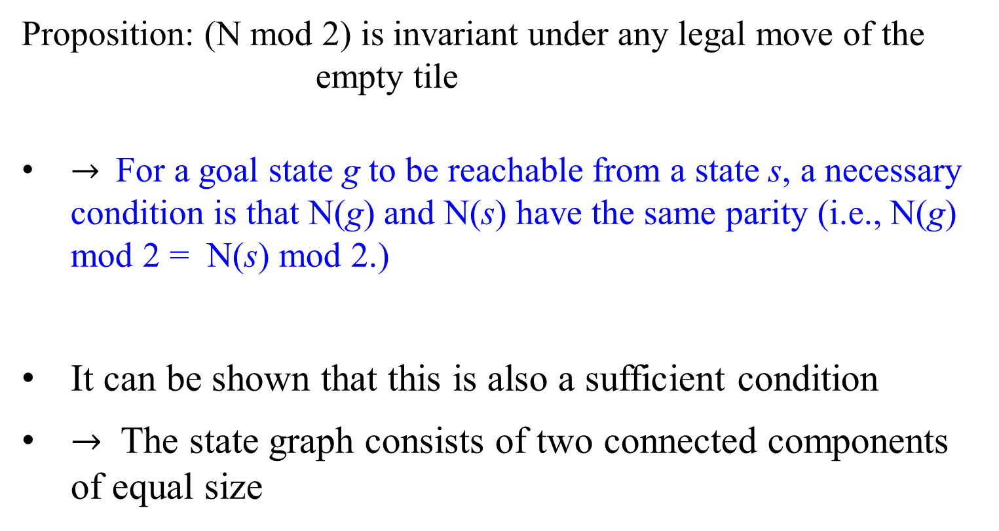 Proposition: (N mod 2) is invariant under any legal move of the
empty tile
• → For a goal state g to be reachable from a state s, a necessary
condition is that N(g) and N(s) have the same parity (i.e., N(g)
mod 2 = N(s) mod 2.)
• It can be shown that this is also a sufficient condition
• → The state graph consists of two connected components
of equal size